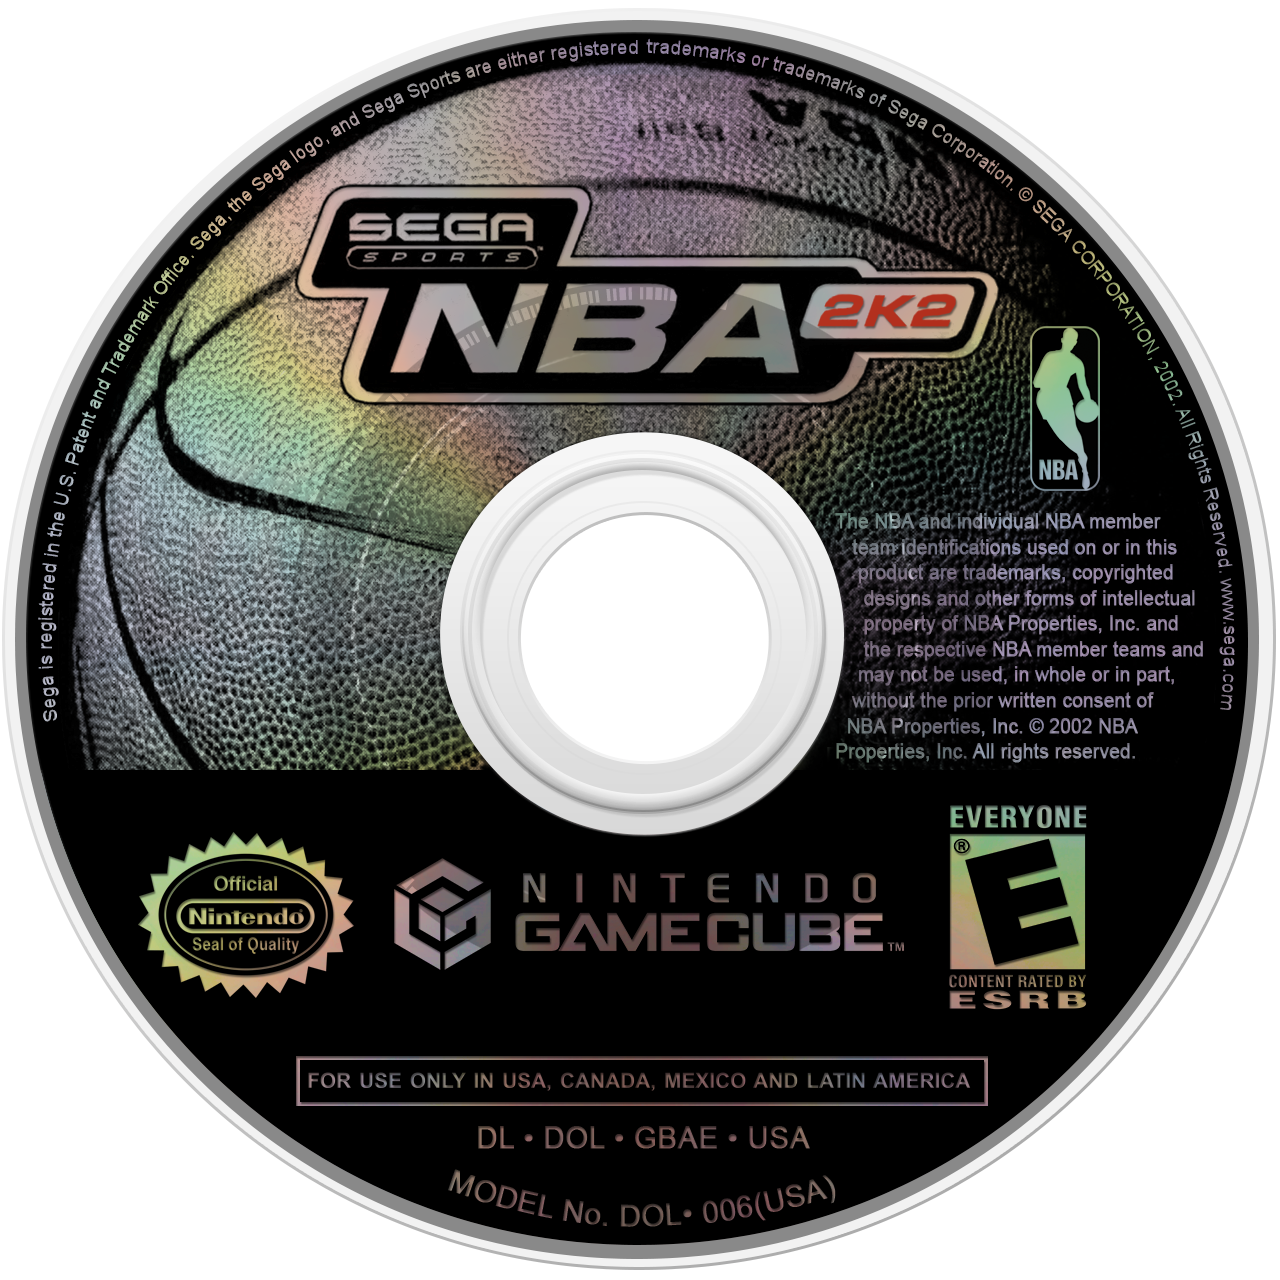 Sega is registered in the U.S. Patent and Trademark Office. Sega, the Sega logo, and Sega Sports are either registered trademarks or trademarks of Sega Corporation. © SEGA CORPORATION. 2002. All Rights Reserved. www.sega.com
NBA
Ball
SEGA
SPORTS™
NBA 2K2
NBA
The NBA and individual NBA member
team identifications used on or in this
product are trademarks, copyrighted
designs and other forms of intellectual
property of NBA Properties, Inc. and
the respective NBA member teams and
may not be used, in whole or in part,
without the prior written consent of
NBA Properties, Inc. © 2002 NBA
Properties, Inc. All rights reserved.
Official
Nintendo®
Seal of Quality
NINTENDO
GAMECUBE™
EVERYONE
E®
CONTENT RATED BY
ESRB
FOR USE ONLY IN USA, CANADA, MEXICO AND LATIN AMERICA
DL • DOL • GBAE • USA
MODEL No. DOL• 006(USA)